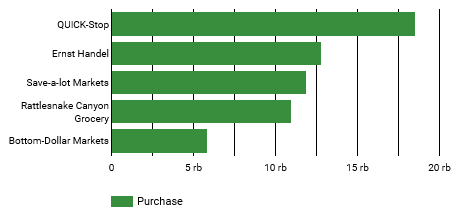 QUICK-Stop
Ernst Handel
Save-a-lot Markets
Rattlesnake Canyon
Grocery
Bottom-Dollar Markets
0 5 rb 10 rb 15 rb 20 rb
Purchase